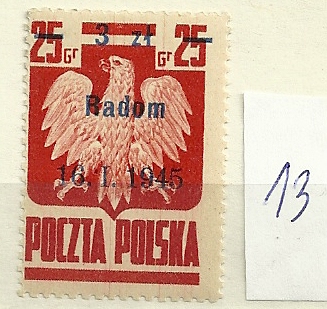 25 Gr 3 zł Gr 25
Radom
16. I. 1945
POCZTA POLSKA
13